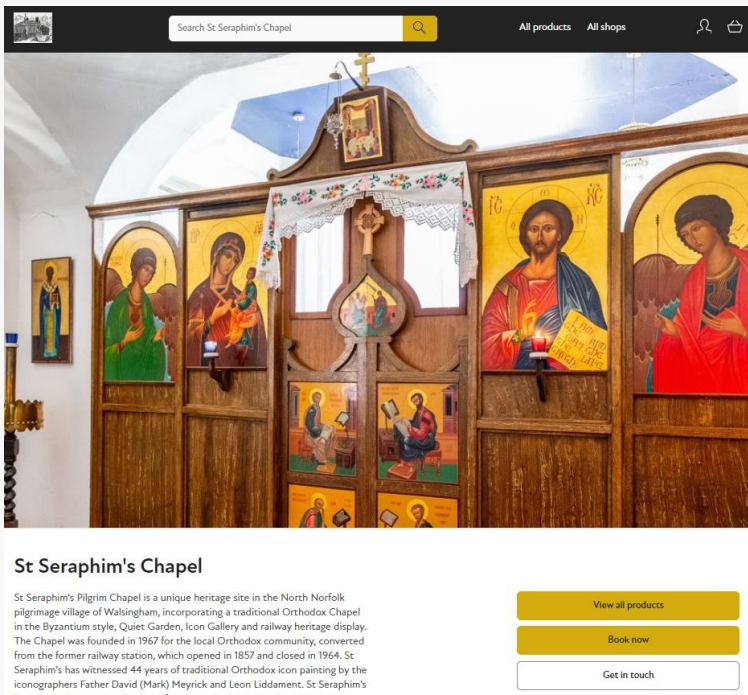 Search St Seraphim's Chapel
All products All shops
IC XC
St Seraphim's Chapel
St Seraphim's Pilgrim Chapel is a unique heritage site in the North Norfolk
pilgrimage village of Walsingham, incorporating a traditional Orthodox Chapel
in the Byzantium style, Quiet Garden, Icon Gallery and railway heritage display.
The Chapel was founded in 1967 for the local Orthodox community, converted
from the former railway station, which opened in 1857 and closed in 1964. St
Seraphim's has witnessed 44 years of traditional Orthodox icon painting by the
iconographers Father David (Mark) Meyrick and Leon Liddament. St Seraphim's
View all products
Book now
Get in touch